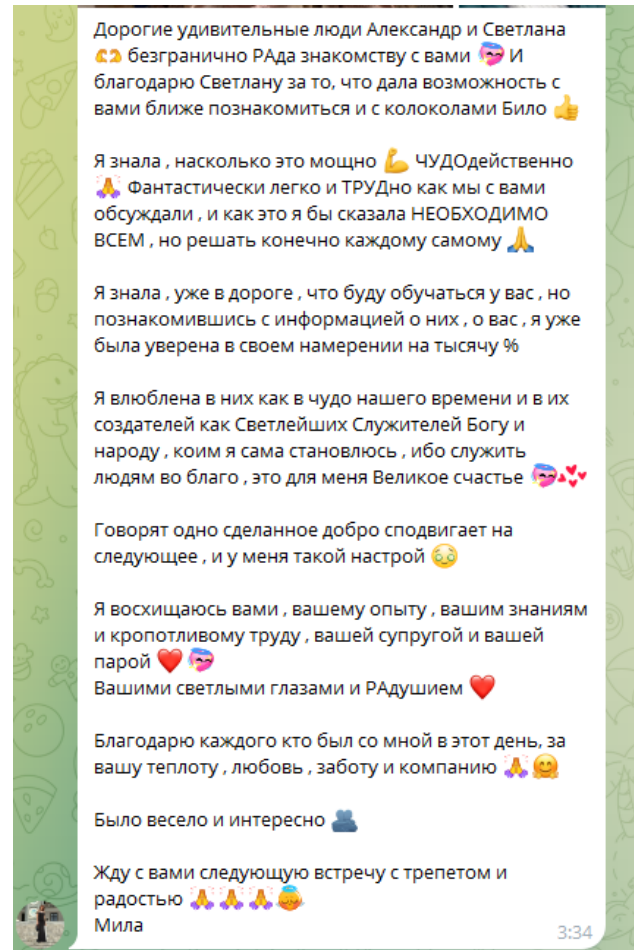 Дорогие удивительные люди Александр и Светлана
🫶 безгранично РАда знакомству с вами 💝 И
благодарю Светлану за то, что дала возможность с
вами ближе познакомиться и с колоколами Било 👍
Я знала , насколько это мощно 💪 ЧУДОдейственно
🙏 Фантастически легко и ТРУДно как мы с вами
обсуждали , и как это я бы сказала НЕОБХОДИМО
ВСЕМ , но решать конечно каждому самому 🙏
Я знала , уже в дороге , что буду обучаться у вас , но
познакомившись с информацией о них , о вас , я уже
была уверена в своем намерении на тысячу %
Я влюблена в них как в чудо нашего времени и в их
создателей как Светлейших Служителей Богу и
народу , коим я сама становлюсь , ибо служить
людям во благо , это для меня Великое счастье 💝💕
Говорят одно сделанное добро сподвигает на
следующее , и у меня такой настрой 🥹
Я восхищаюсь вами , вашему опыту , вашим знаниям
и кропотливому труду , вашей супругой и вашей
парой ❤️ 💝
Вашими светлыми глазами и РАдушием ❤️
Благодарю каждого кто был со мной в этот день, за
вашу теплоту , любовь , заботу и компанию 🙏 🤗
Было весело и интересно 🫂
Жду с вами следующую встречу с трепетом и
радостью 🙏 🙏 🙏 😇
Мила
3:34